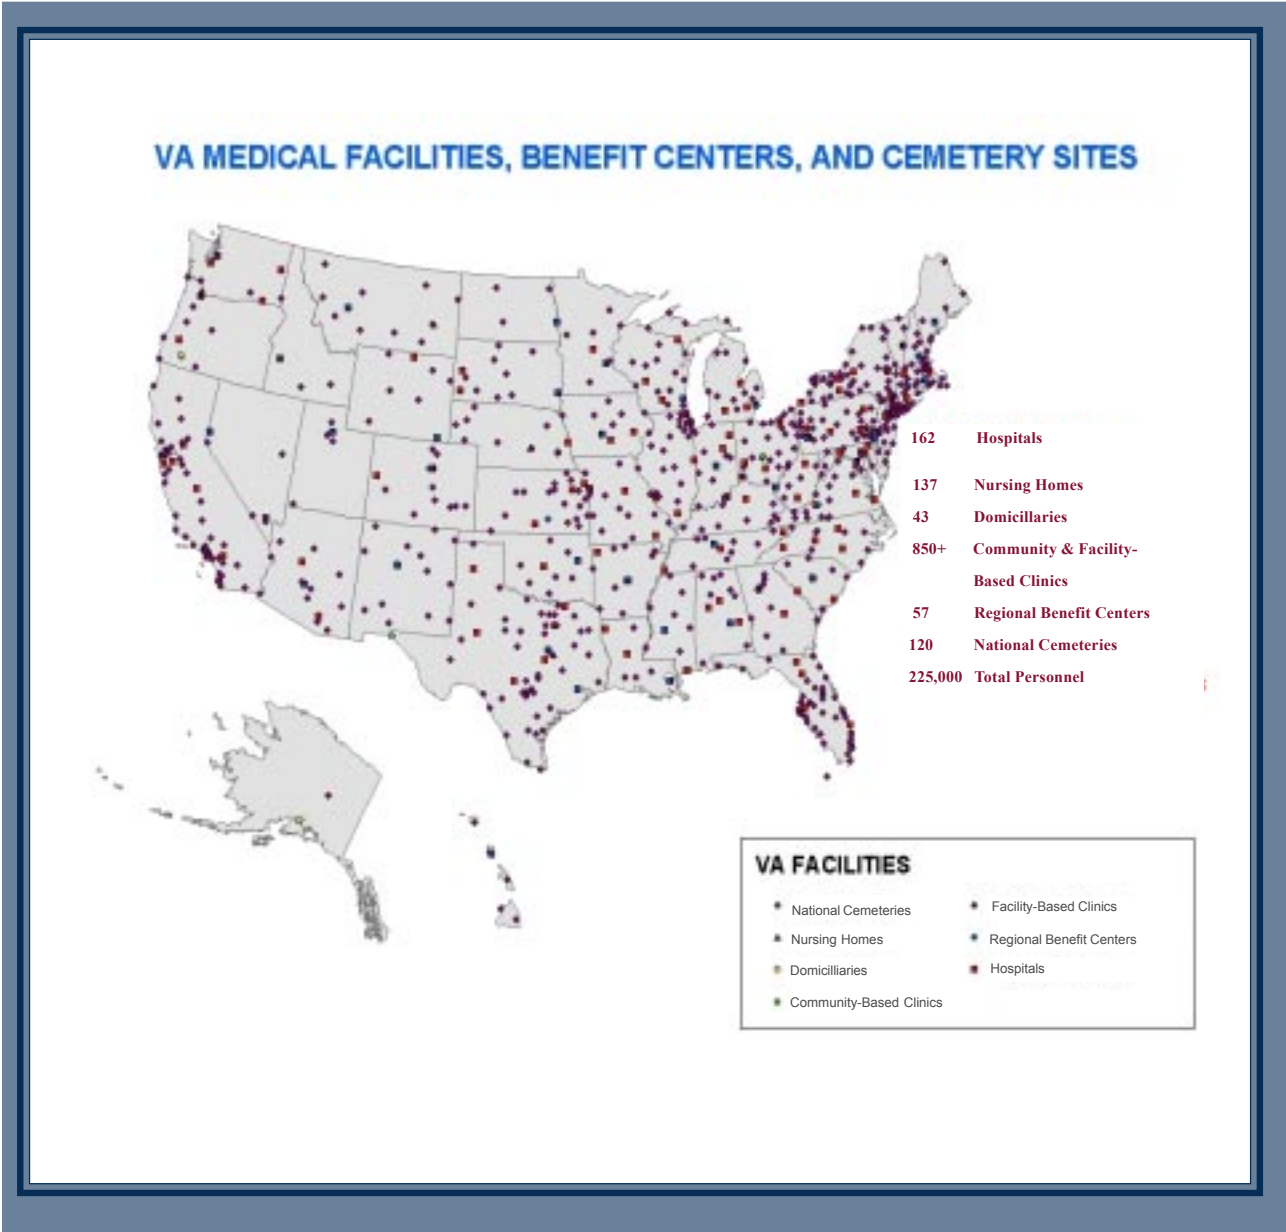 VA MEDICAL FACILITIES, BENEFIT CENTERS, AND CEMETERY SITES
162 Hospitals
137 Nursing Homes
43 Domicillaries
850+ Community & Facility-
Based Clinics
57 Regional Benefit Centers
120 National Cemeteries
225,000 Total Personnel
VA FACILITIES
National Cemeteries
Nursing Homes
Domicilliaries
Community-Based Clinics
Facility-Based Clinics
Regional Benefit Centers
Hospitals